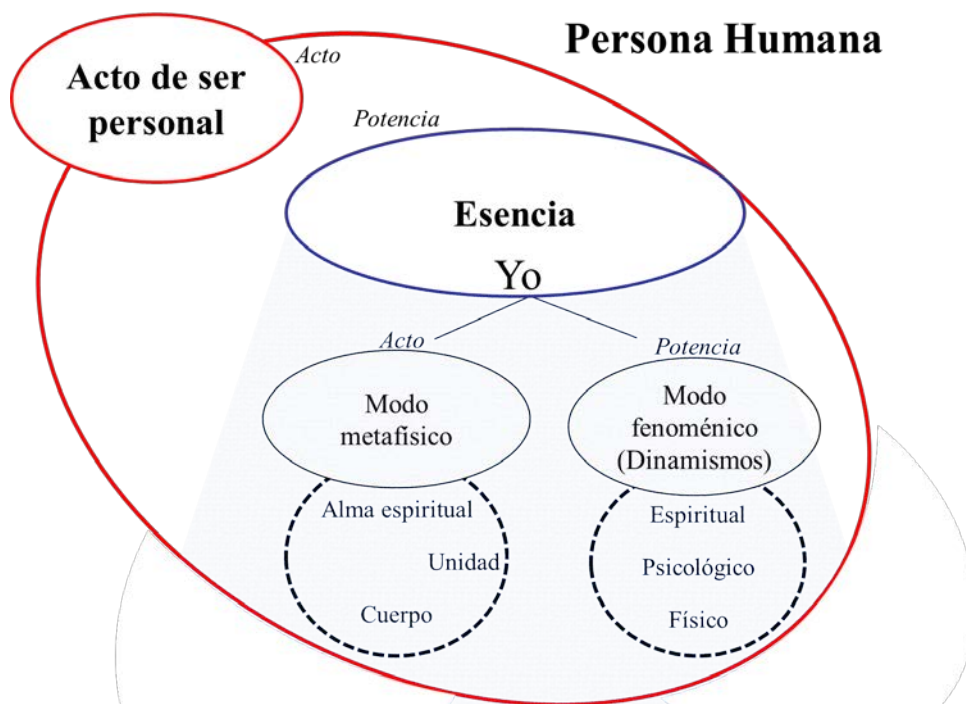 Persona Humana
Acto
Acto de ser
personal
Potencia
Esencia
Yo
Acto
Potencia
Modo
metafísico
Modo
fenoménico
(Dinamismos)
Alma espiritual
Unidad
Cuerpo
Espiritual
Psicológico
Físico